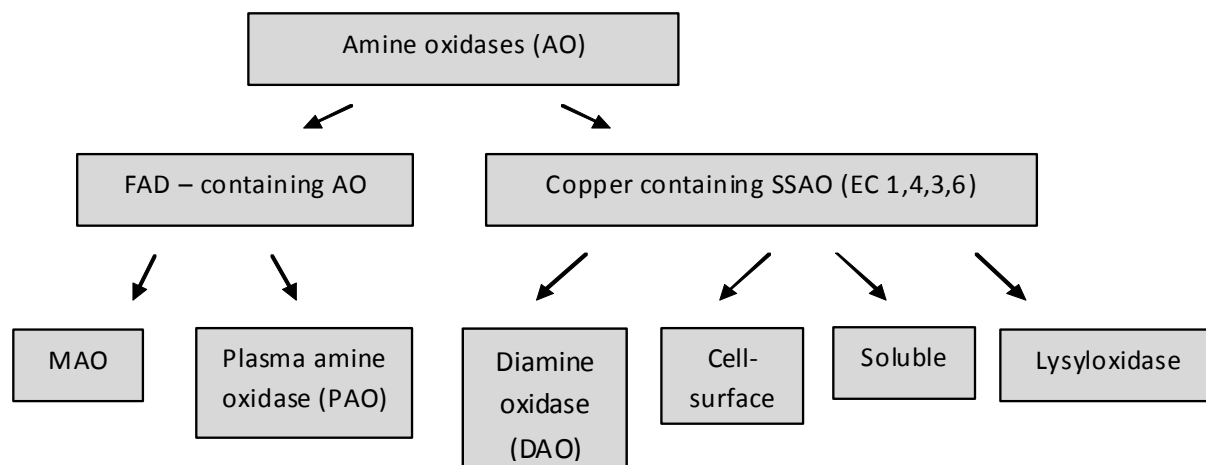 Amine oxidases (AO)
FAD – containing AO
Copper containing SSAO (EC 1,4,3,6)
MAO
Plasma amine
oxidase (PAO)
Diamine
oxidase
(DAO)
Cell-
surface
Soluble
Lysyloxidase